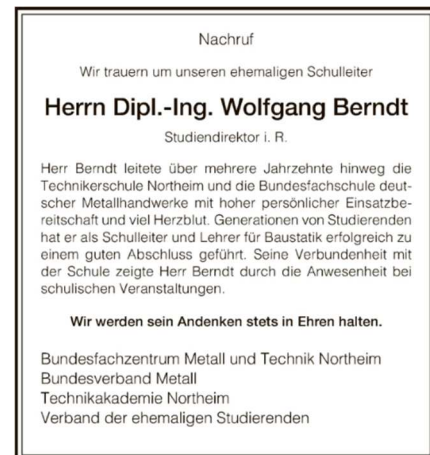 Nachruf
Wir trauern um unseren ehemaligen Schulleiter
Herrn Dipl.-Ing. Wolfgang Berndt
Studiendirektor i. R.
Herr Berndt leitete über mehrere Jahrzehnte hinweg die
Technikerschule Northeim und die Bundesfachschule deut-
scher Metallhandwerke mit hoher persönlicher Einsatzbe-
reitschaft und viel Herzblut. Generationen von Studierenden
hat er als Schulleiter und Lehrer für Baustatik erfolgreich zu
einem guten Abschluss geführt. Seine Verbundenheit mit
der Schule zeigte Herr Berndt durch die Anwesenheit bei
schulischen Veranstaltungen.
Wir werden sein Andenken stets in Ehren halten.
Bundesfachzentrum Metall und Technik Northeim
Bundesverband Metall
Technikakademie Northeim
Verband der ehemaligen Studierenden